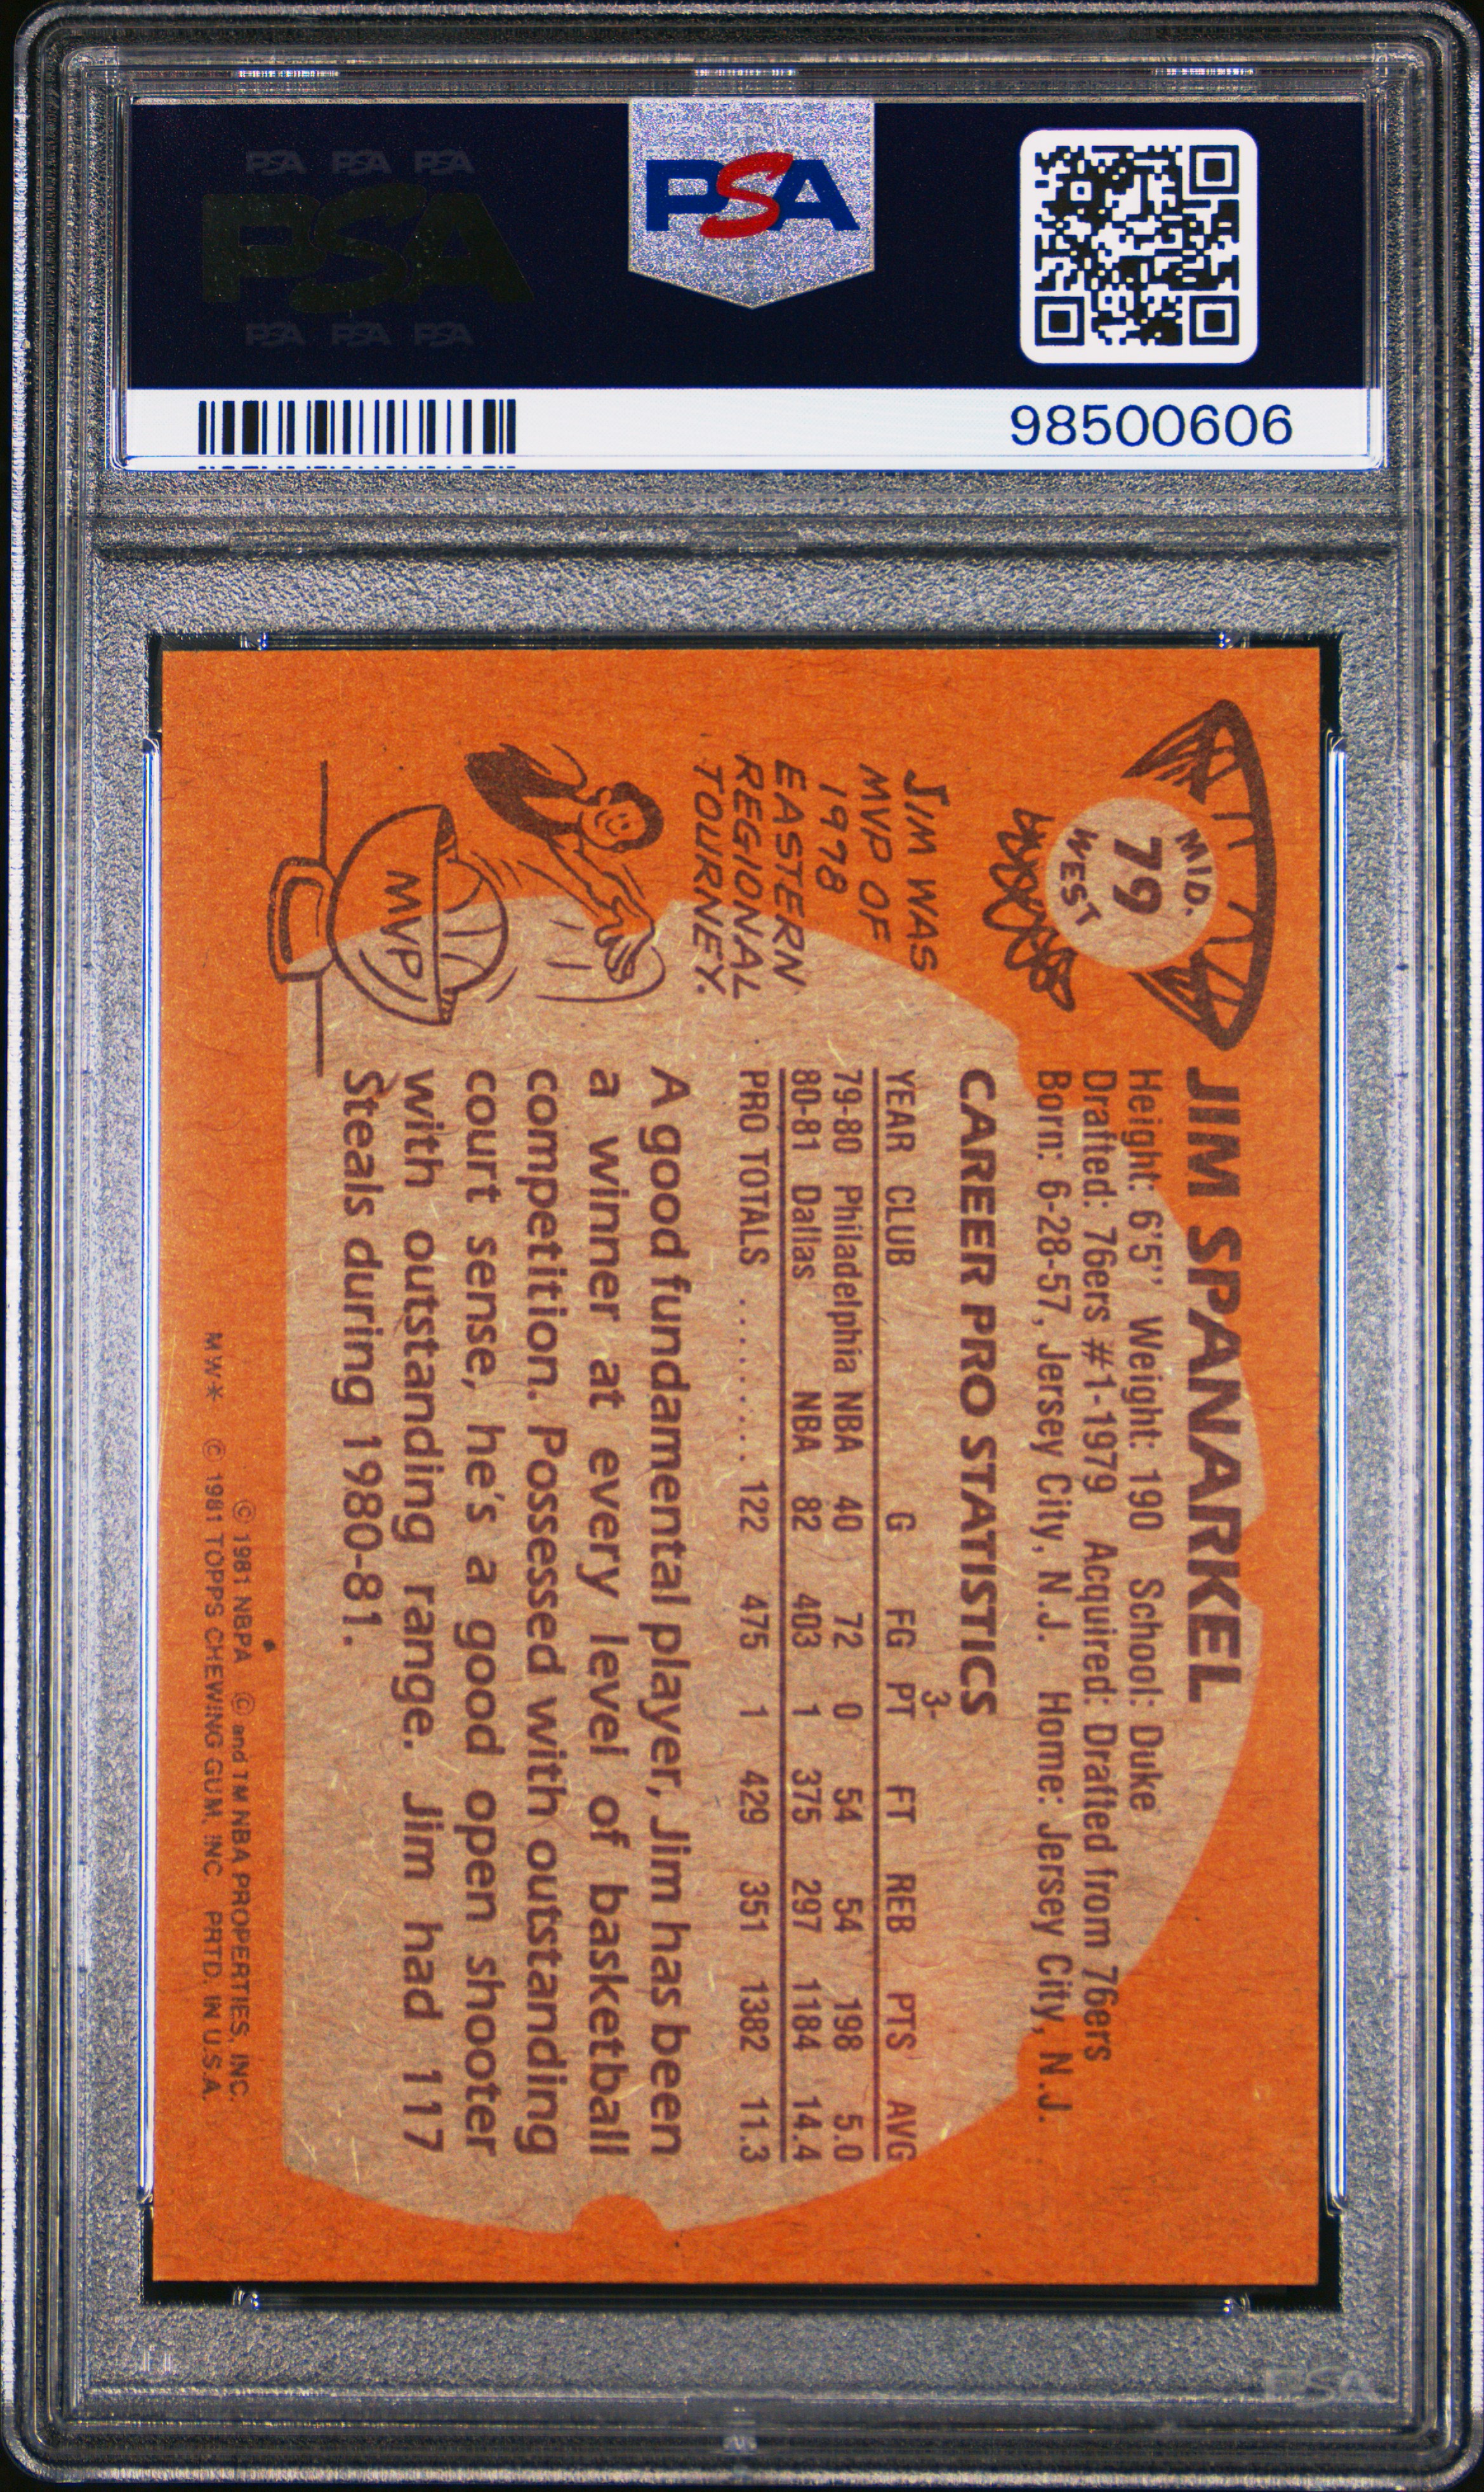 PSA PSA PSA
PSA
PSA PSA PSA
PSA
98500606
MID.
79
WEST
JIM SPANARKEL
Height: 6'5" Weight: 190 School: Duke
Drafted: 76ers #1-1979 Acquired: Drafted from 76ers
Born: 6-28-57, Jersey City, N.J. Home: Jersey City, N.J.
JIM WAS
MVP OF
1978
EASTERN
REGIONAL
TOURNEY.
MVP
CAREER PRO STATISTICS
3-
YEAR CLUB G FG PT FT REB PTS AVG
79-80 Philadelphia NBA 40 72 0 54 54 198 5.0
80-81 Dallas NBA 82 403 1 375 297 1184 14.4
PRO TOTALS ........ 122 475 1 429 351 1382 11.3
A good fundamental player, Jim has been
a winner at every level of basketball
competition. Possessed with outstanding
court sense, he's a good open shooter
with outstanding range. Jim had 117
Steals during 1980-81.
© 1981 NBPA © and TM NBA PROPERTIES, INC.
MW* © 1981 TOPPS CHEWING GUM, INC PRTD. IN U.S.A.
PSA